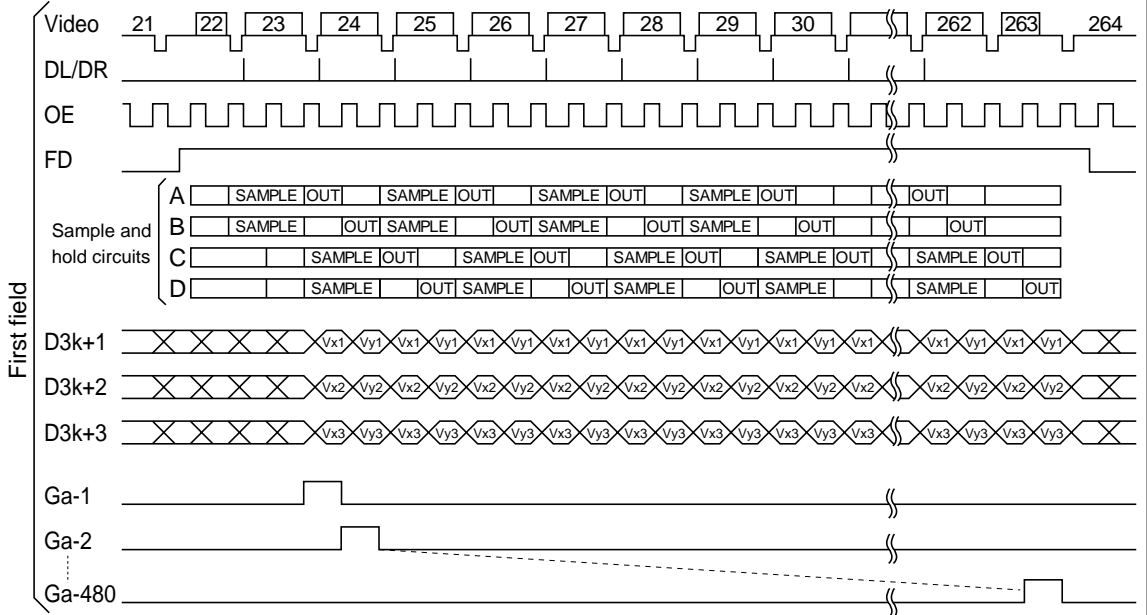 First field
Video 21 22 23 24 25 26 27 28 29 30 262 263 264
DL/DR
OE
FD
Sample and
hold circuits
A SAMPLE OUT SAMPLE OUT SAMPLE OUT SAMPLE OUT OUT
B SAMPLE OUT SAMPLE OUT SAMPLE OUT SAMPLE OUT OUT
C SAMPLE OUT SAMPLE OUT SAMPLE OUT SAMPLE OUT SAMPLE OUT
D SAMPLE OUT SAMPLE OUT SAMPLE OUT SAMPLE SAMPLE OUT
D3k+1 Vx1 Vy1 Vx1 Vy1 Vx1 Vy1 Vx1 Vy1 Vx1 Vy1 Vx1 Vy1 Vx1 Vy1 Vx1 Vx1 Vy1 Vx1 Vy1
D3k+2 Vx2 Vy2 Vx2 Vy2 Vx2 Vy2 Vx2 Vy2 Vx2 Vy2 Vx2 Vy2 Vx2 Vy2 Vx2 Vx2 Vy2 Vx2 Vy2
D3k+3 Vx3 Vy3 Vx3 Vy3 Vx3 Vy3 Vx3 Vy3 Vx3 Vy3 Vx3 Vy3 Vx3 Vy3 Vx3 Vx3 Vy3 Vx3 Vy3
Ga-1
Ga-2
Ga-480